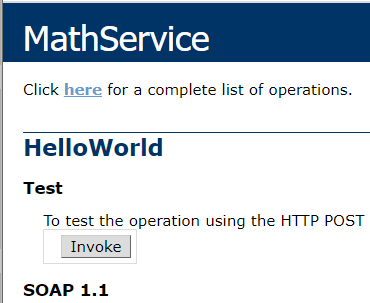 MathService
Click here for a complete list of operations.
HelloWorld
Test
To test the operation using the HTTP POST
Invoke
SOAP 1.1